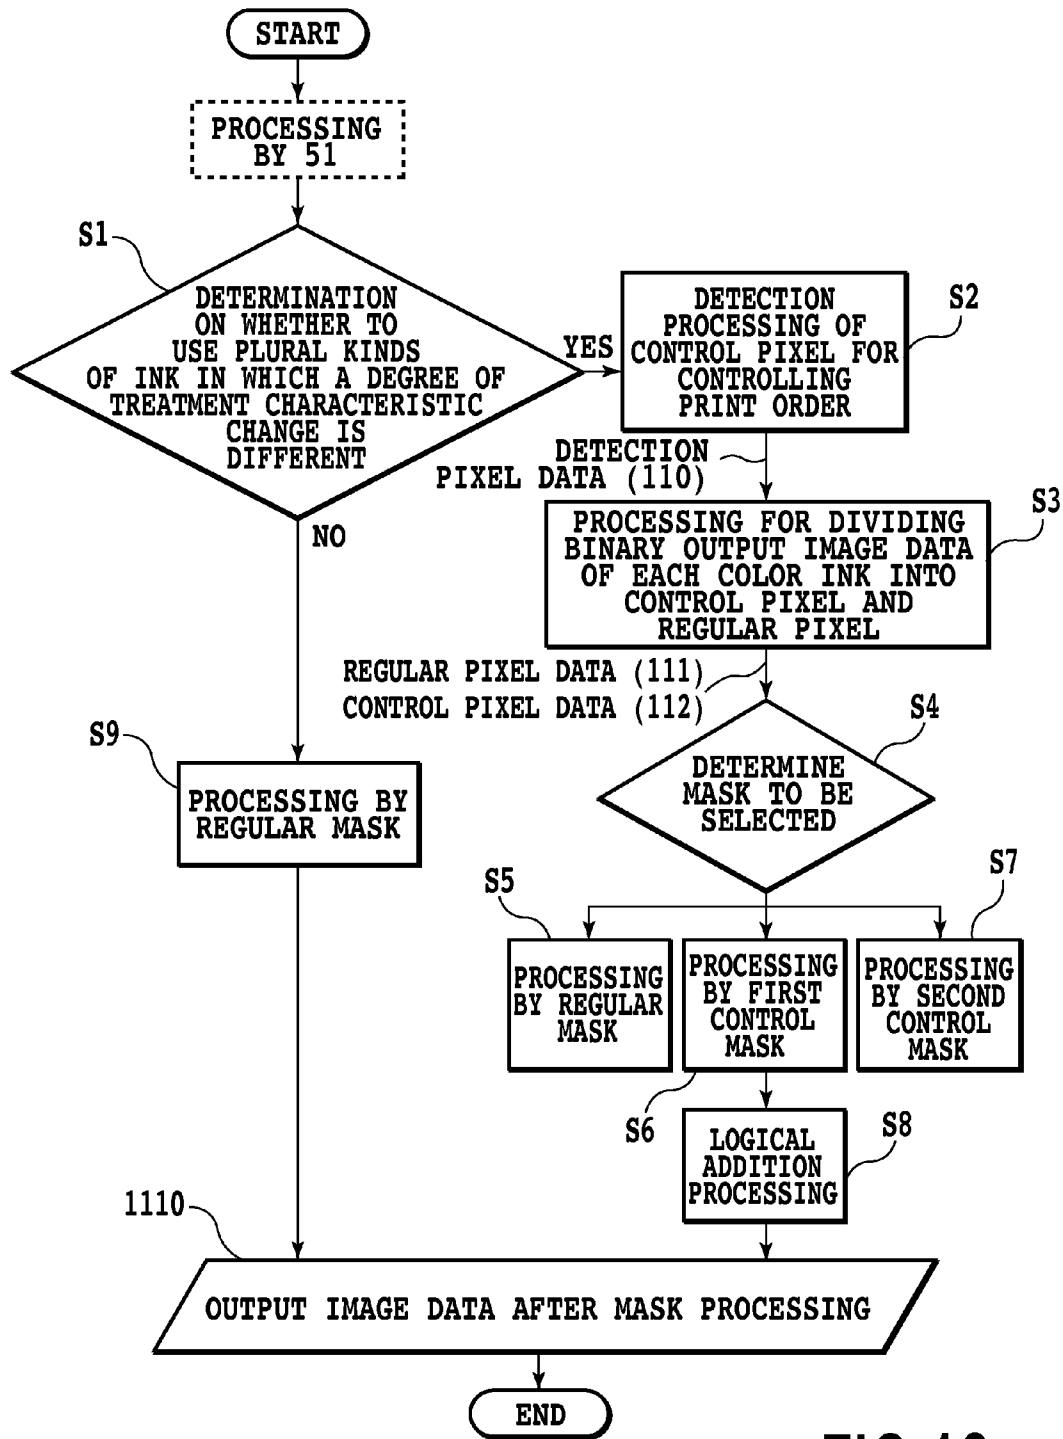 START
PROCESSING
BY 51
S1
DETERMINATION
ON WHETHER TO
USE PLURAL KINDS
OF INK IN WHICH A DEGREE OF
TREATMENT CHARACTERISTIC
CHANGE IS
DIFFERENT
YES
NO
DETECTION
PROCESSING OF
CONTROL PIXEL FOR
CONTROLLING
PRINT ORDER
S2
DETECTION
PIXEL DATA (110)
PROCESSING FOR DIVIDING
BINARY OUTPUT IMAGE DATA
OF EACH COLOR INK INTO
CONTROL PIXEL AND
REGULAR PIXEL
S3
REGULAR PIXEL DATA (111)
CONTROL PIXEL DATA (112)
S4
DETERMINE
MASK TO BE
SELECTED
S9
PROCESSING BY
REGULAR MASK
S5
PROCESSING
BY REGULAR
MASK
PROCESSING
BY FIRST
CONTROL
MASK
S6
S7
PROCESSING
BY SECOND
CONTROL
MASK
LOGICAL
ADDITION
PROCESSING
S8
1110
OUTPUT IMAGE DATA AFTER MASK PROCESSING
END